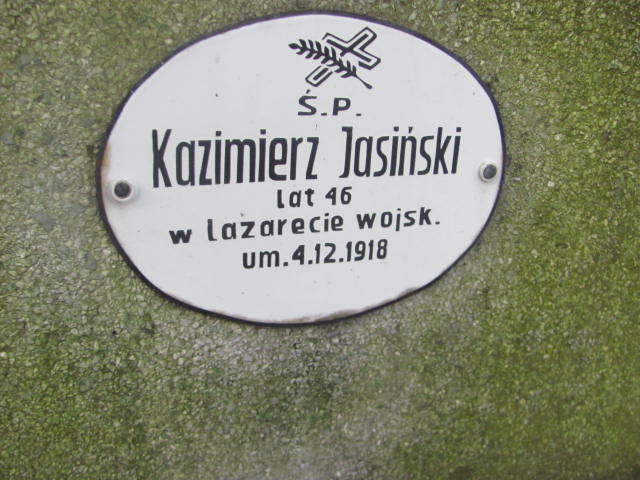 Ś.P.
Kazimierz Jasiński
lat 46
w lazarecie wojsk.
um.4.12.1918